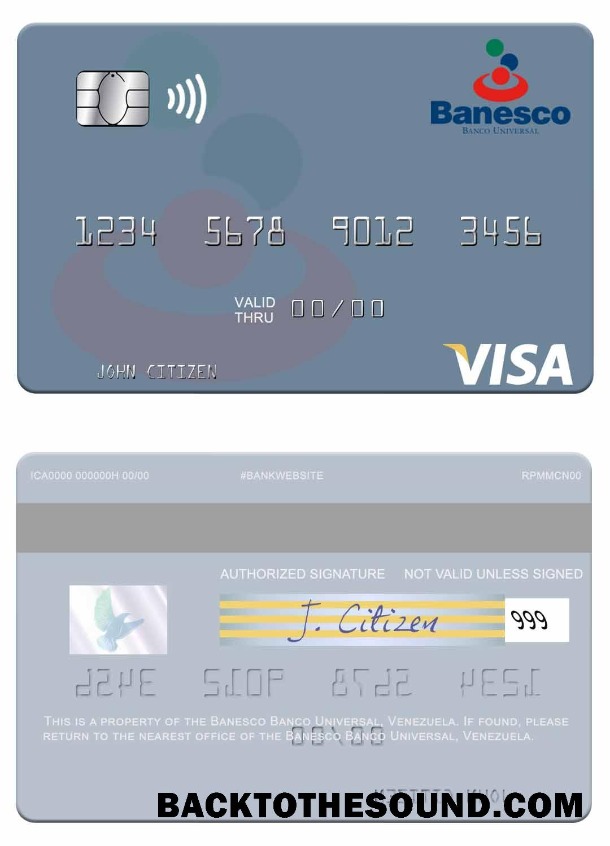 Banesco
BANCO UNIVERSAL
1234 5678 9012 3456
VALID
THRU
00/00
JOHN CITIZEN
VISA
ICA0000 000000H 00/00 #BANKWEBSITE RPMMCN00
AUTHORIZED SIGNATURE NOT VALID UNLESS SIGNED
J. Citizen 999
THIS IS A PROPERTY OF THE BANESCO BANCO UNIVERSAL, VENEZUELA. IF FOUND, PLEASE
RETURN TO THE NEAREST OFFICE OF THE BANESCO BANCO UNIVERSAL, VENEZUELA.
BACKTOTHESOUND.COM